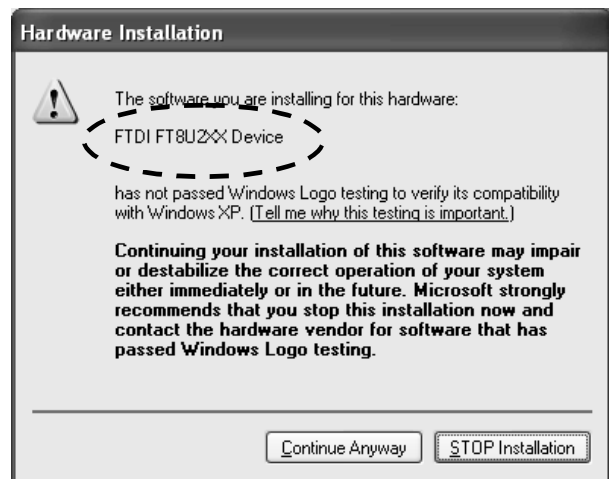 Hardware Installation
The software you are installing for this hardware:
FTDI FT8U2XX Device
has not passed Windows Logo testing to verify its compatibility
with Windows XP. (Tell me why this testing is important.)
Continuing your installation of this software may impair
or destabilize the correct operation of your system
either immediately or in the future. Microsoft strongly
recommends that you stop this installation now and
contact the hardware vendor for software that has
passed Windows Logo testing.
Continue Anyway
STOP Installation